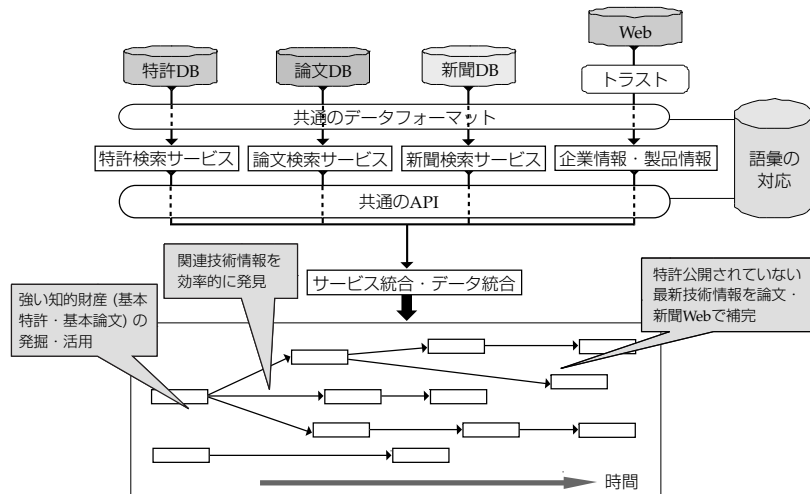 Web
特許DB
論文DB
新聞DB
トラスト
共通のデータフォーマット
特許検索サービス
論文検索サービス
新聞検索サービス
企業情報・製品情報
語彙の
対応
共通のAPI
関連技術情報を
効率的に発見
サービス統合・データ統合
特許公開されていない
最新技術情報を論文・
新聞Webで補完
強い知的財産 (基本
特許・基本論文) の
発掘・活用
時間